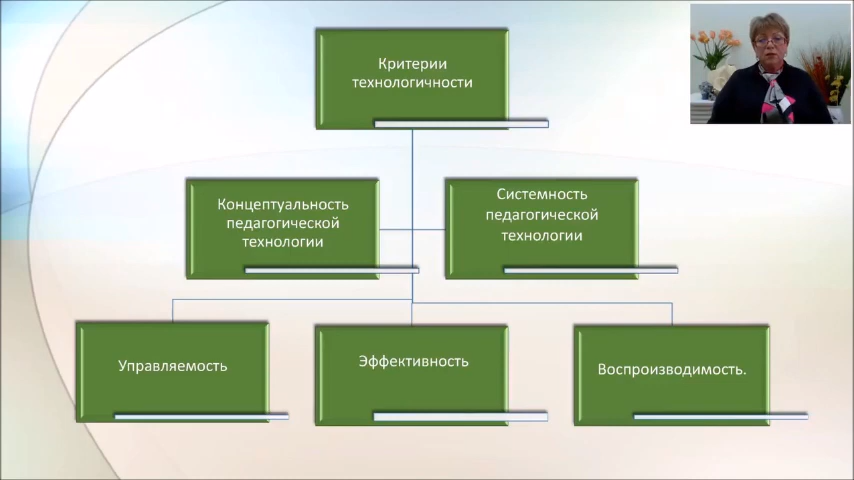 Критерии
технологичности
Концептуальность
педагогической
технологии
Системность
педагогической
технологии
Управляемость
Эффективность
Воспроизводимость.